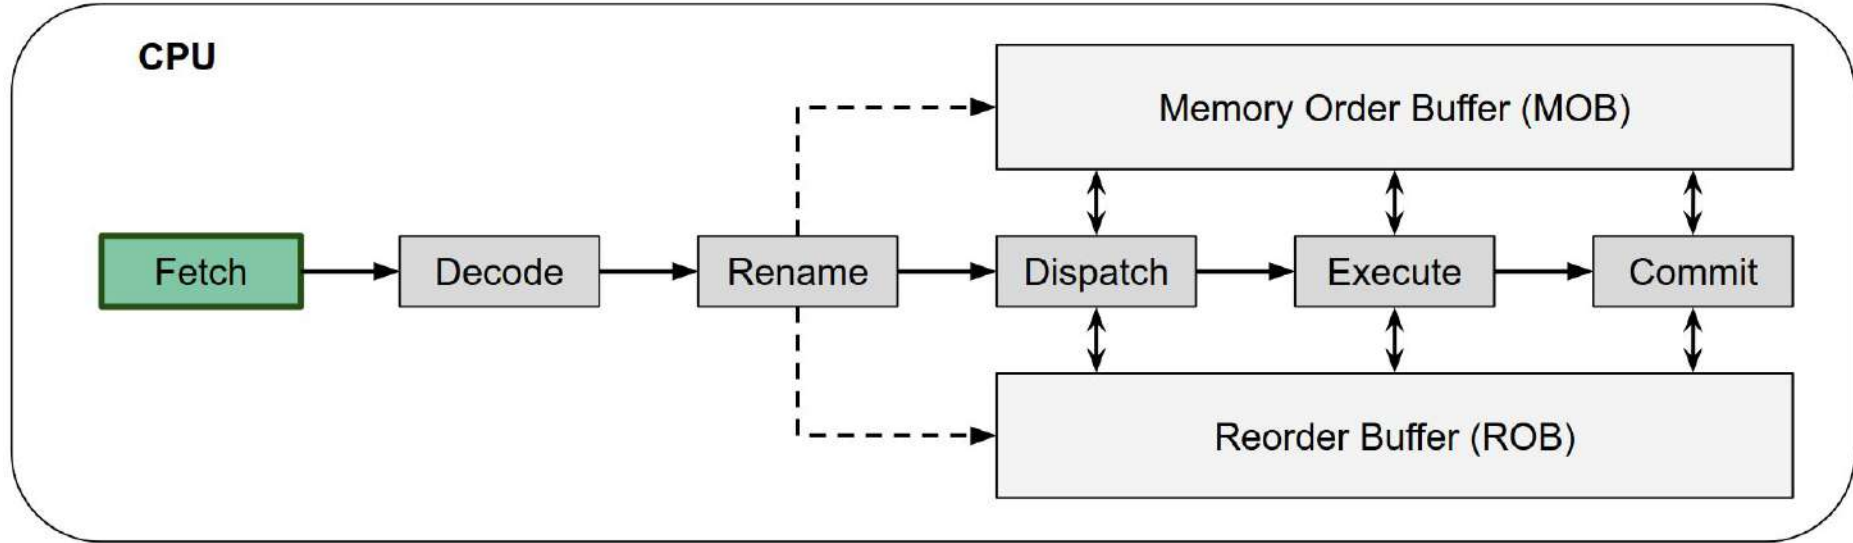 CPU
Memory Order Buffer (MOB)
Fetch
Decode
Rename
Dispatch
Execute
Commit
Reorder Buffer (ROB)